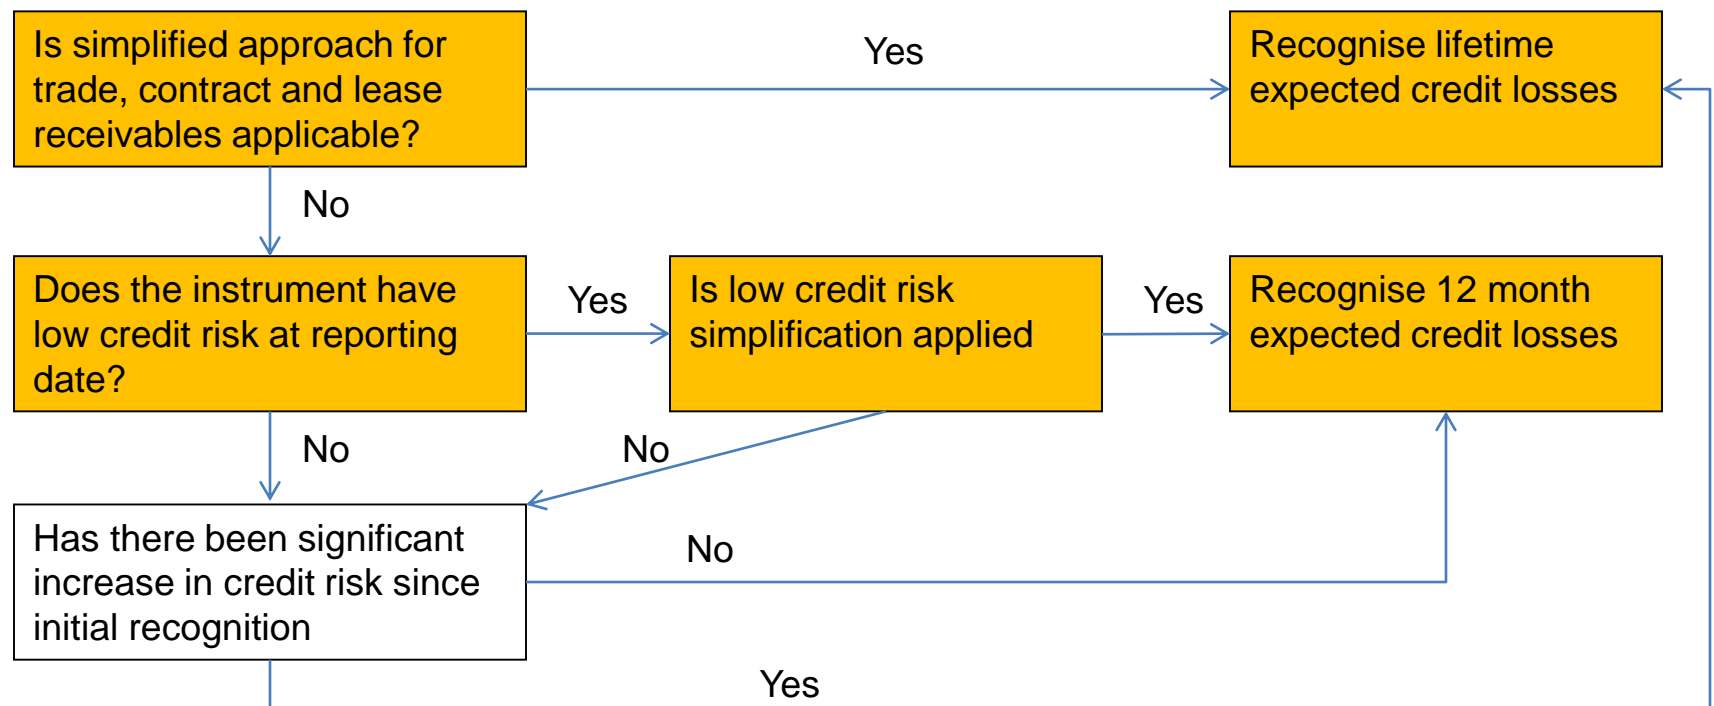 Is simplified approach for
trade, contract and lease
receivables applicable?
Yes
Recognise lifetime
expected credit losses
No
Does the instrument have
low credit risk at reporting
date?
Yes
Is low credit risk
simplification applied
Yes
Recognise 12 month
expected credit losses
No
No
Has there been significant
increase in credit risk since
initial recognition
No
Yes